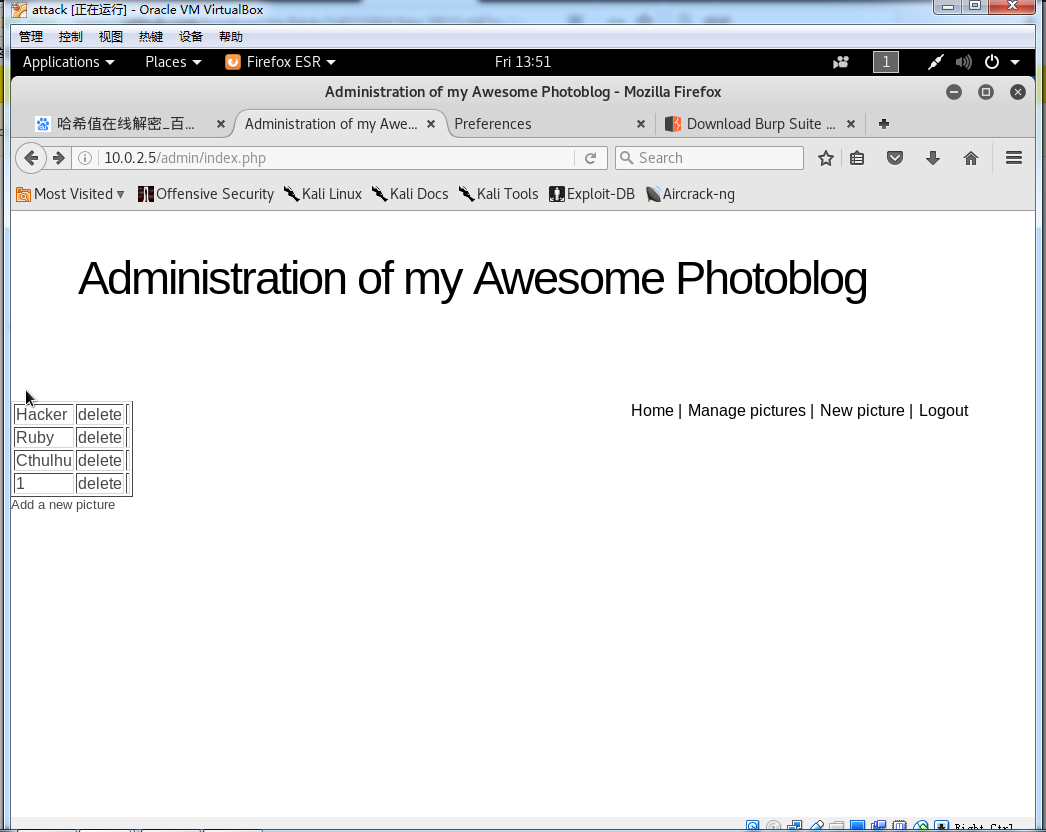 attack [正在运行] - Oracle VM VirtualBox
管理 控制 视图 热键 设备 帮助
Applications Places Firefox ESR Fri 13:51 1
Administration of my Awesome Photoblog - Mozilla Firefox
哈希值在线解密_百... Administration of my Awe... Preferences Download Burp Suite ...
10.0.2.5/admin/index.php Search
Most Visited Offensive Security Kali Linux Kali Docs Kali Tools Exploit-DB Aircrack-ng
Administration of my Awesome Photoblog
Home | Manage pictures | New picture | Logout
Hacker delete
Ruby delete
Cthulhu delete
1 delete
Add a new picture
Right Ctrl